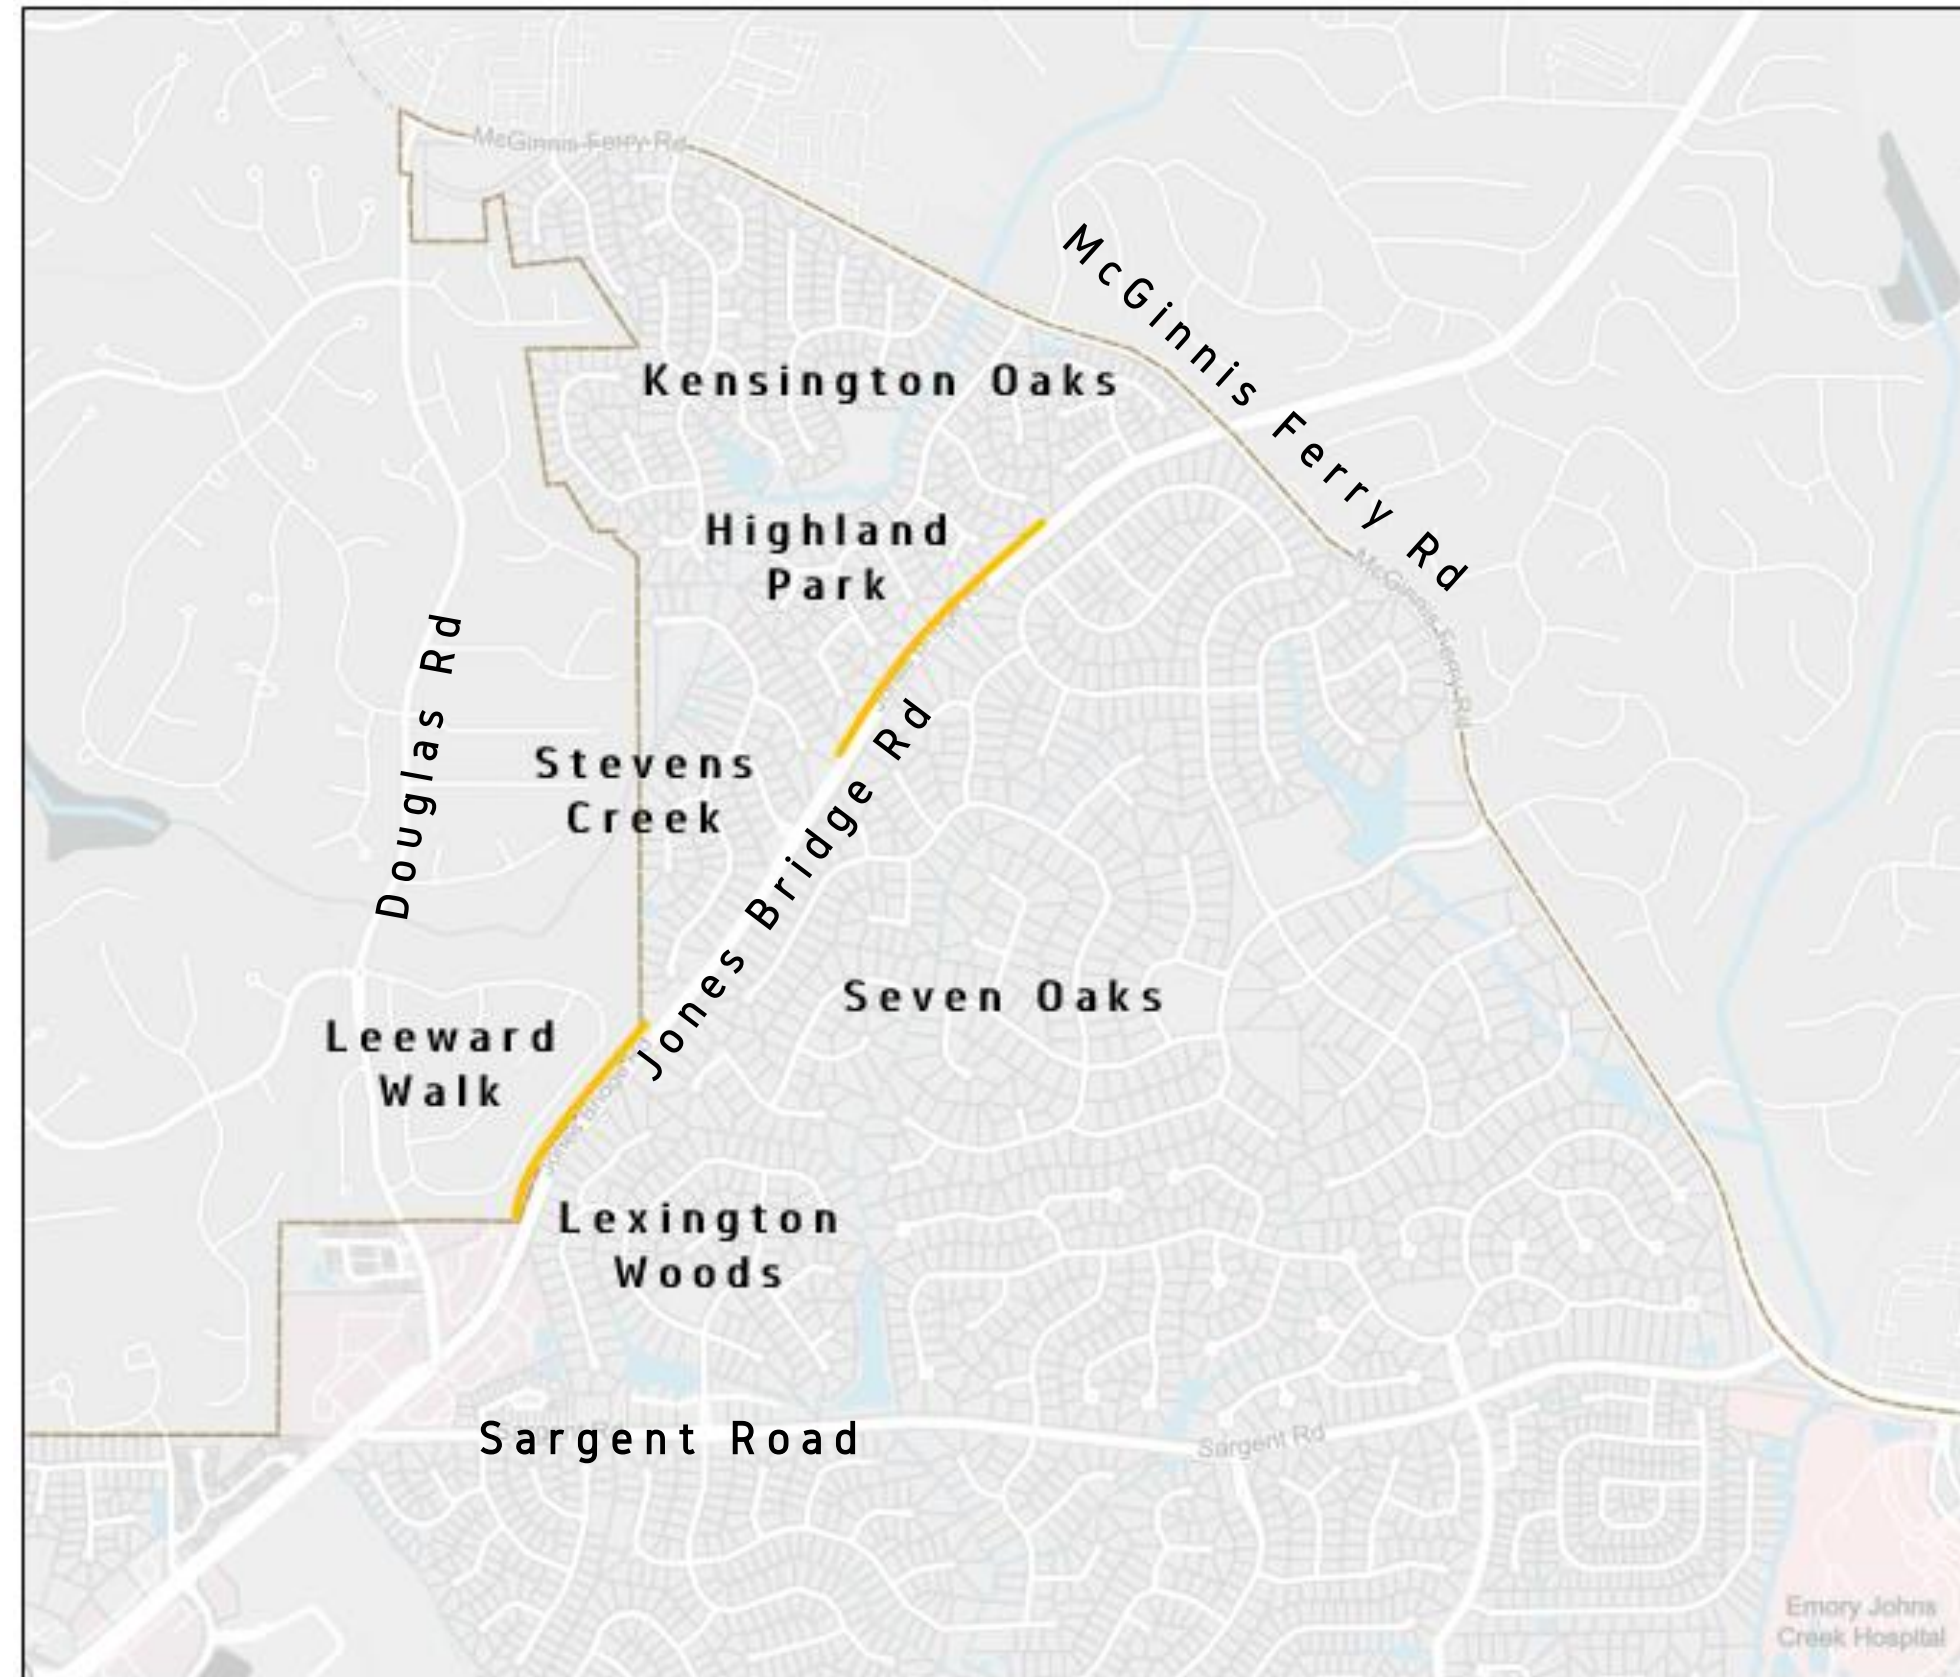 McGinnis Ferry Rd
McGinnis Ferry Rd
Kensington Oaks
Highland
Park
McGinnis Ferry Rd
Douglas Rd
Stevens
Creek
Jones Bridge Rd
Seven Oaks
Leeward
Walk
Lexington
Woods
Sargent Road
Sargent Rd
Emory Johns
Creek Hospital